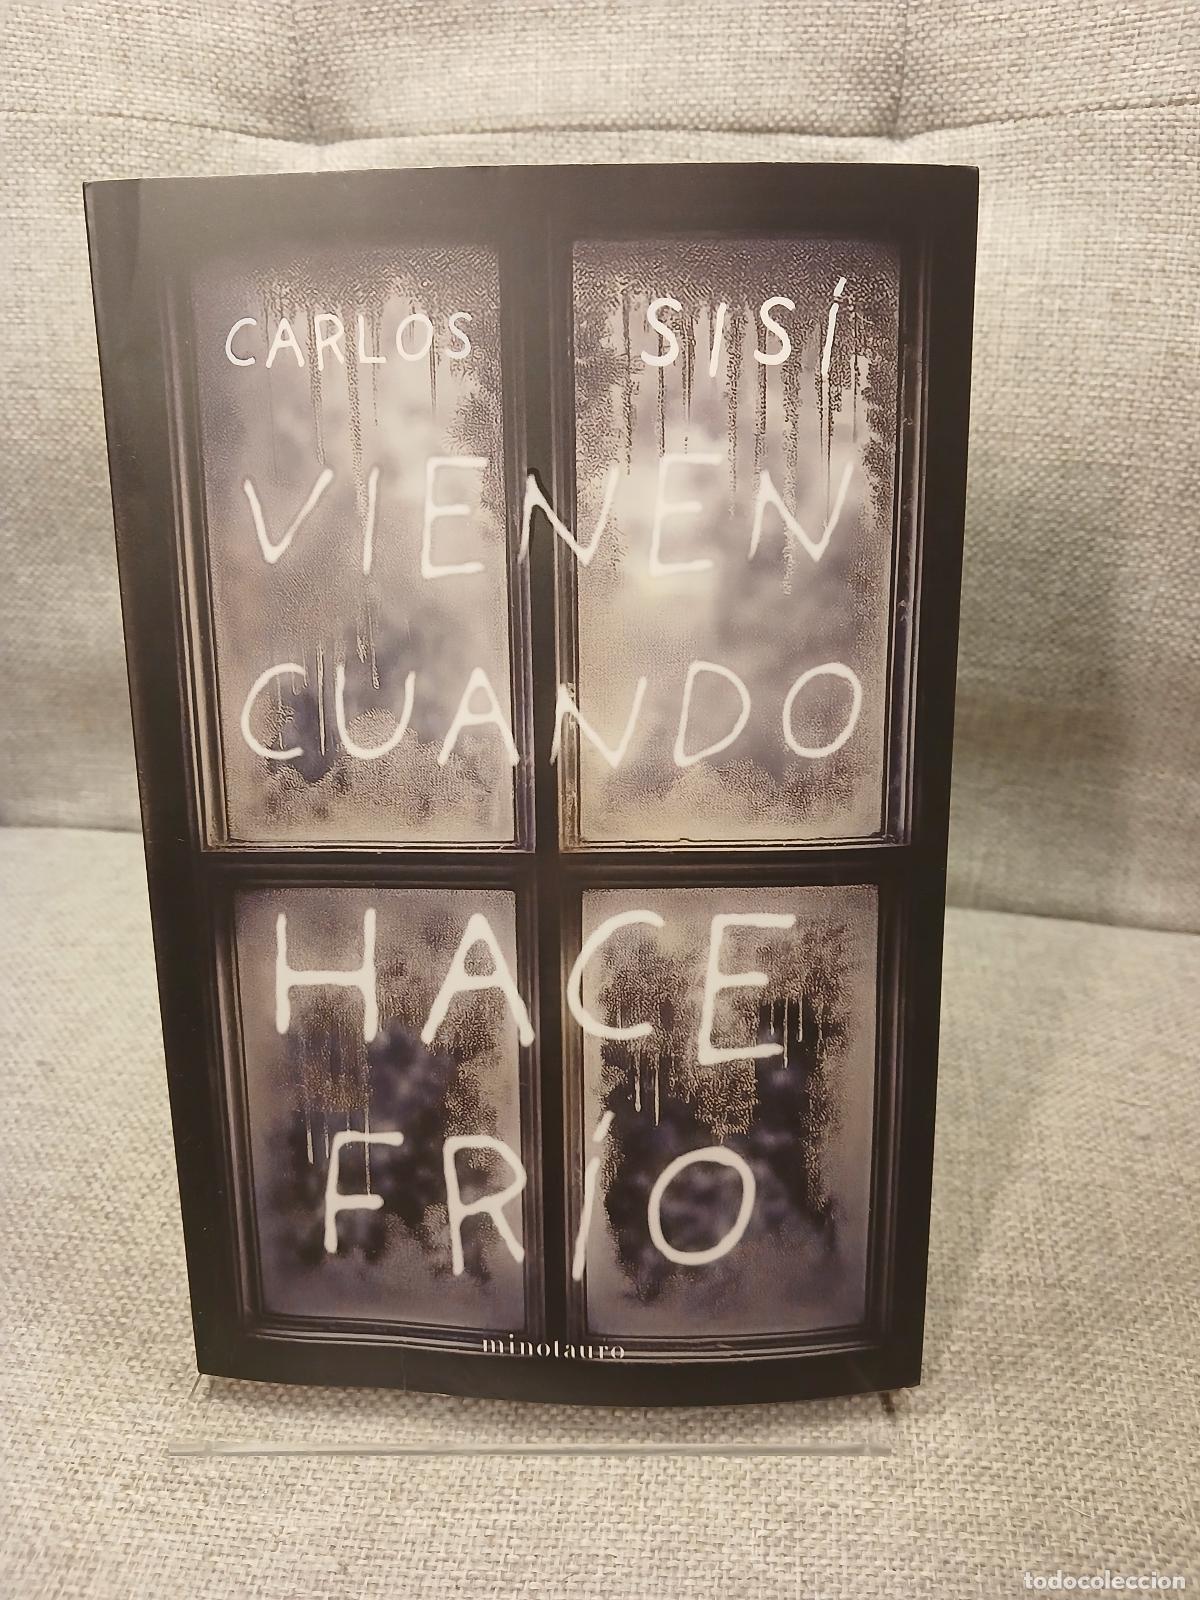 CARLOS SISÍ
VIENEN
CUANDO
HACE
FRÍO
minotauro
todocoleccion